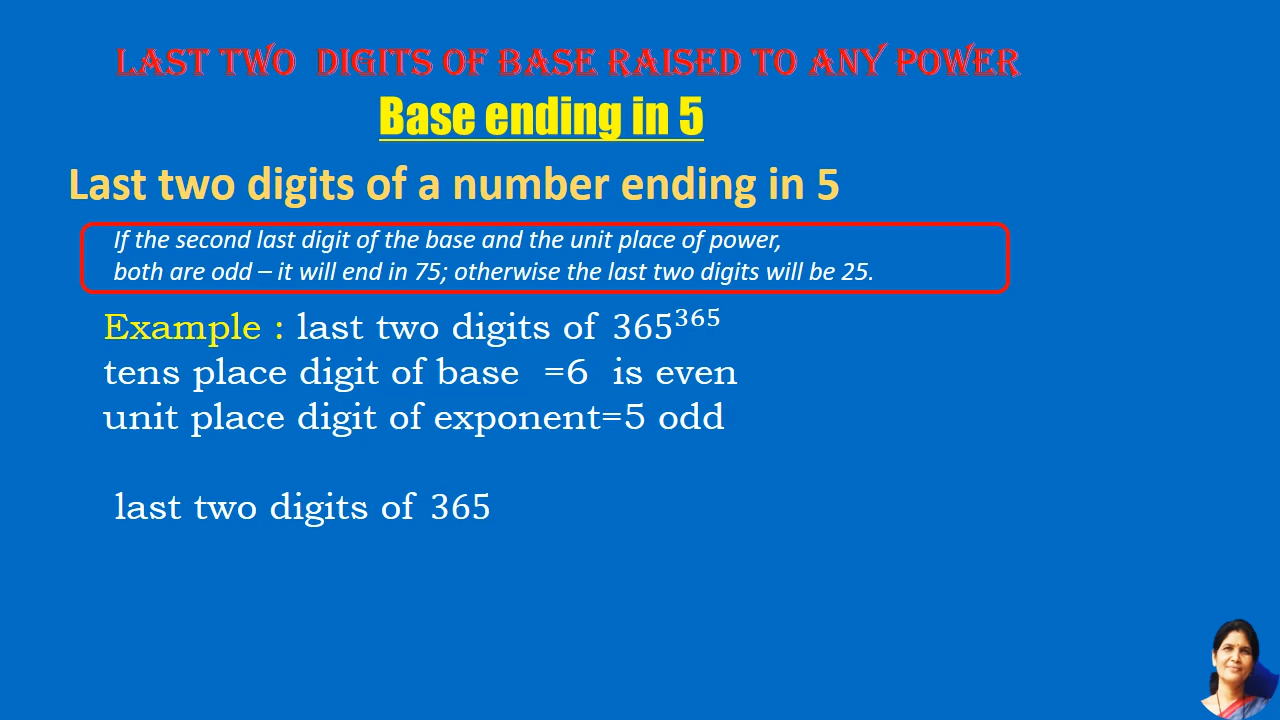 LAST TWO DIGITS OF BASE RAISED TO ANY POWER
Base ending in 5
Last two digits of a number ending in 5
If the second last digit of the base and the unit place of power,
both are odd – it will end in 75; otherwise the last two digits will be 25.
Example : last two digits of 365³⁶⁵
tens place digit of base =6 is even
unit place digit of exponent=5 odd
last two digits of 365